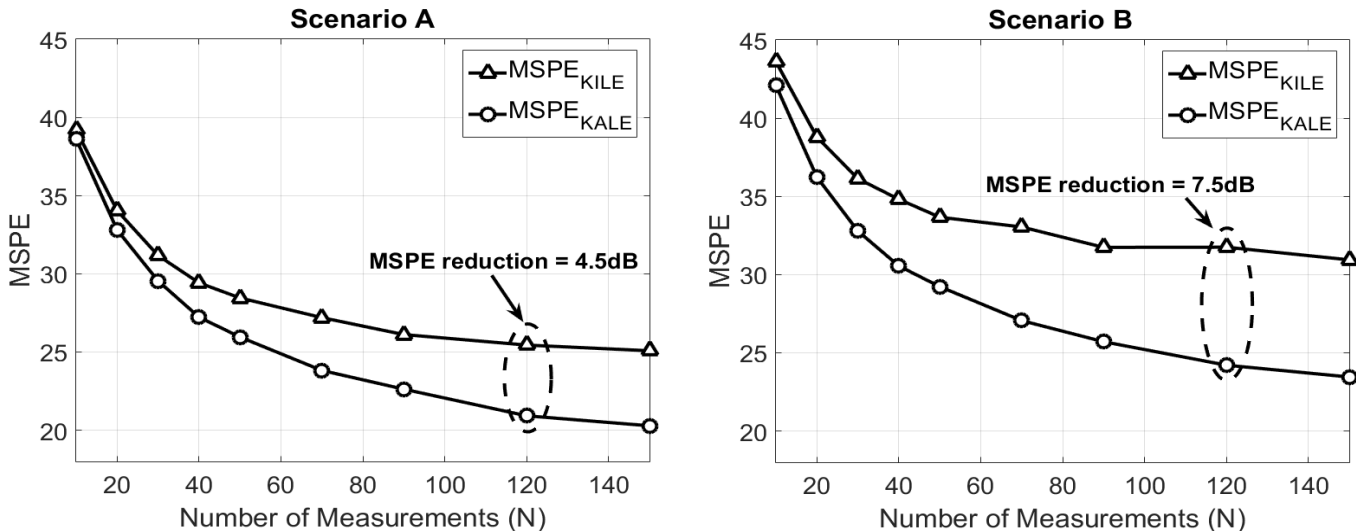 Scenario A
45
40
35
30
25
20
MSPE
20 40 60 80 100 120 140
Number of Measurements (N)
MSPE_KILE
MSPE_KALE
MSPE reduction = 4.5dB
Scenario B
45
40
35
30
25
20
MSPE
20 40 60 80 100 120 140
Number of Measurements (N)
MSPE_KILE
MSPE_KALE
MSPE reduction = 7.5dB